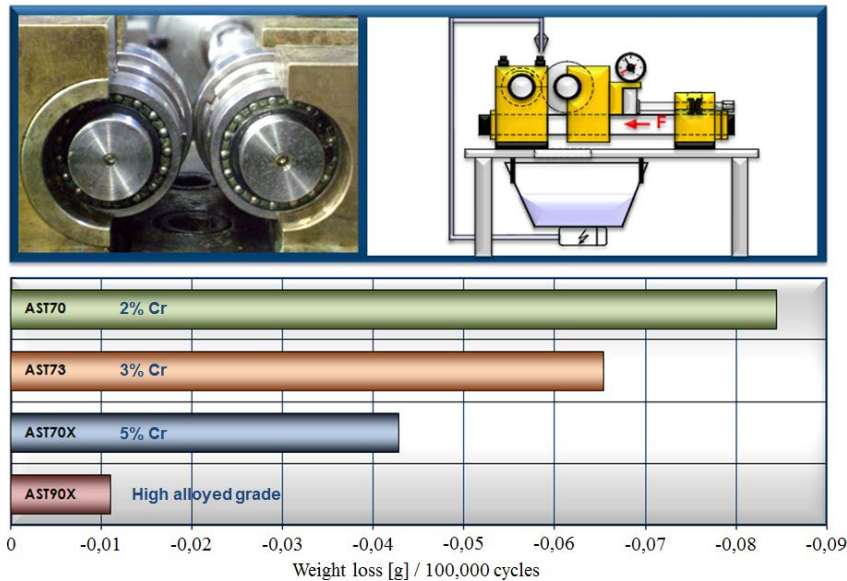 F
AST70 2% Cr
AST73 3% Cr
AST70X 5% Cr
AST90X High alloyed grade
0 -0,01 -0,02 -0,03 -0,04 -0,05 -0,06 -0,07 -0,08 -0,09
Weight loss [g] / 100,000 cycles